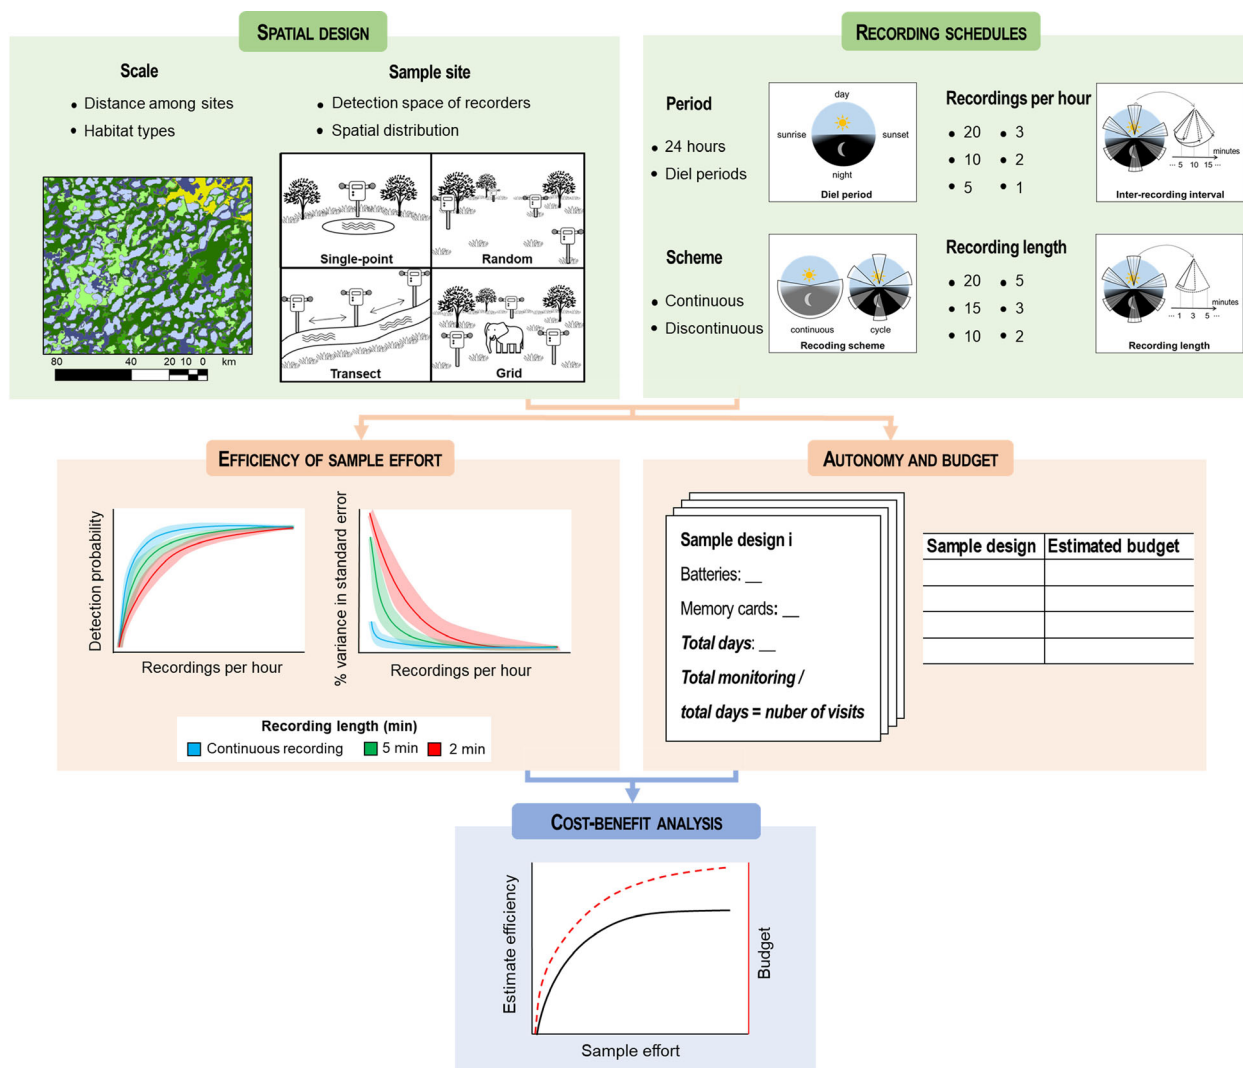 SPATIAL DESIGN
Scale
• Distance among sites
• Habitat types
Sample site
• Detection space of recorders
• Spatial distribution
Single-point
Random
Transect
Grid
80 40 20 10 0 km
RECORDING SCHEDULES
Period
• 24 hours
• Diel periods
day
sunrise
sunset
night
Diel period
Recordings per hour
• 20 • 3
• 10 • 2
• 5 • 1
minutes
... 5 10 15 ...
Inter-recording interval
Scheme
• Continuous
• Discontinuous
continuous
cycle
Recoding scheme
Recording length
• 20 • 5
• 15 • 3
• 10 • 2
minutes
... 1 3 5 ...
Recording length
EFFICIENCY OF SAMPLE EFFORT
Detection probability
Recordings per hour
% variance in standard error
Recordings per hour
Recording length (min)
Continuous recording 5 min 2 min
AUTONOMY AND BUDGET
Sample design i
Batteries: __
Memory cards: __
Total days: __
Total monitoring /
total days = nuber of visits
Sample design Estimated budget
COST-BENEFIT ANALYSIS
Estimate efficiency
Budget
Sample effort